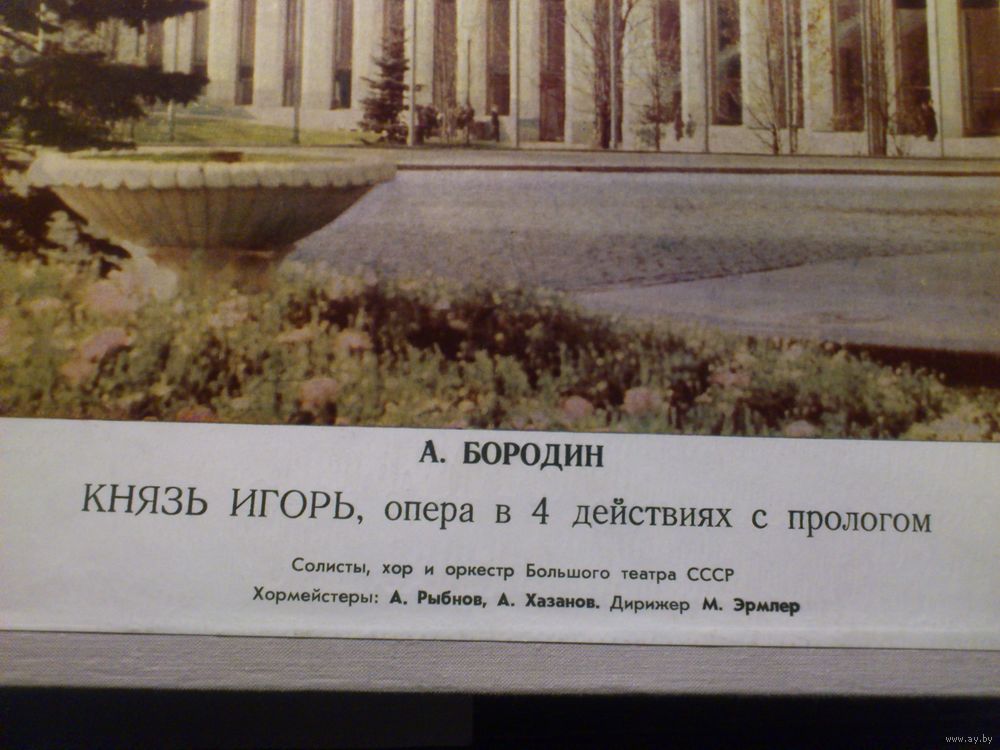 А. БОРОДИН
КНЯЗЬ ИГОРЬ, опера в 4 действиях с прологом
Солисты, хор и оркестр Большого театра СССР
Хормейстеры: А. Рыбнов, А. Хазанов. Дирижер М. Эрмлер
www.ay.by